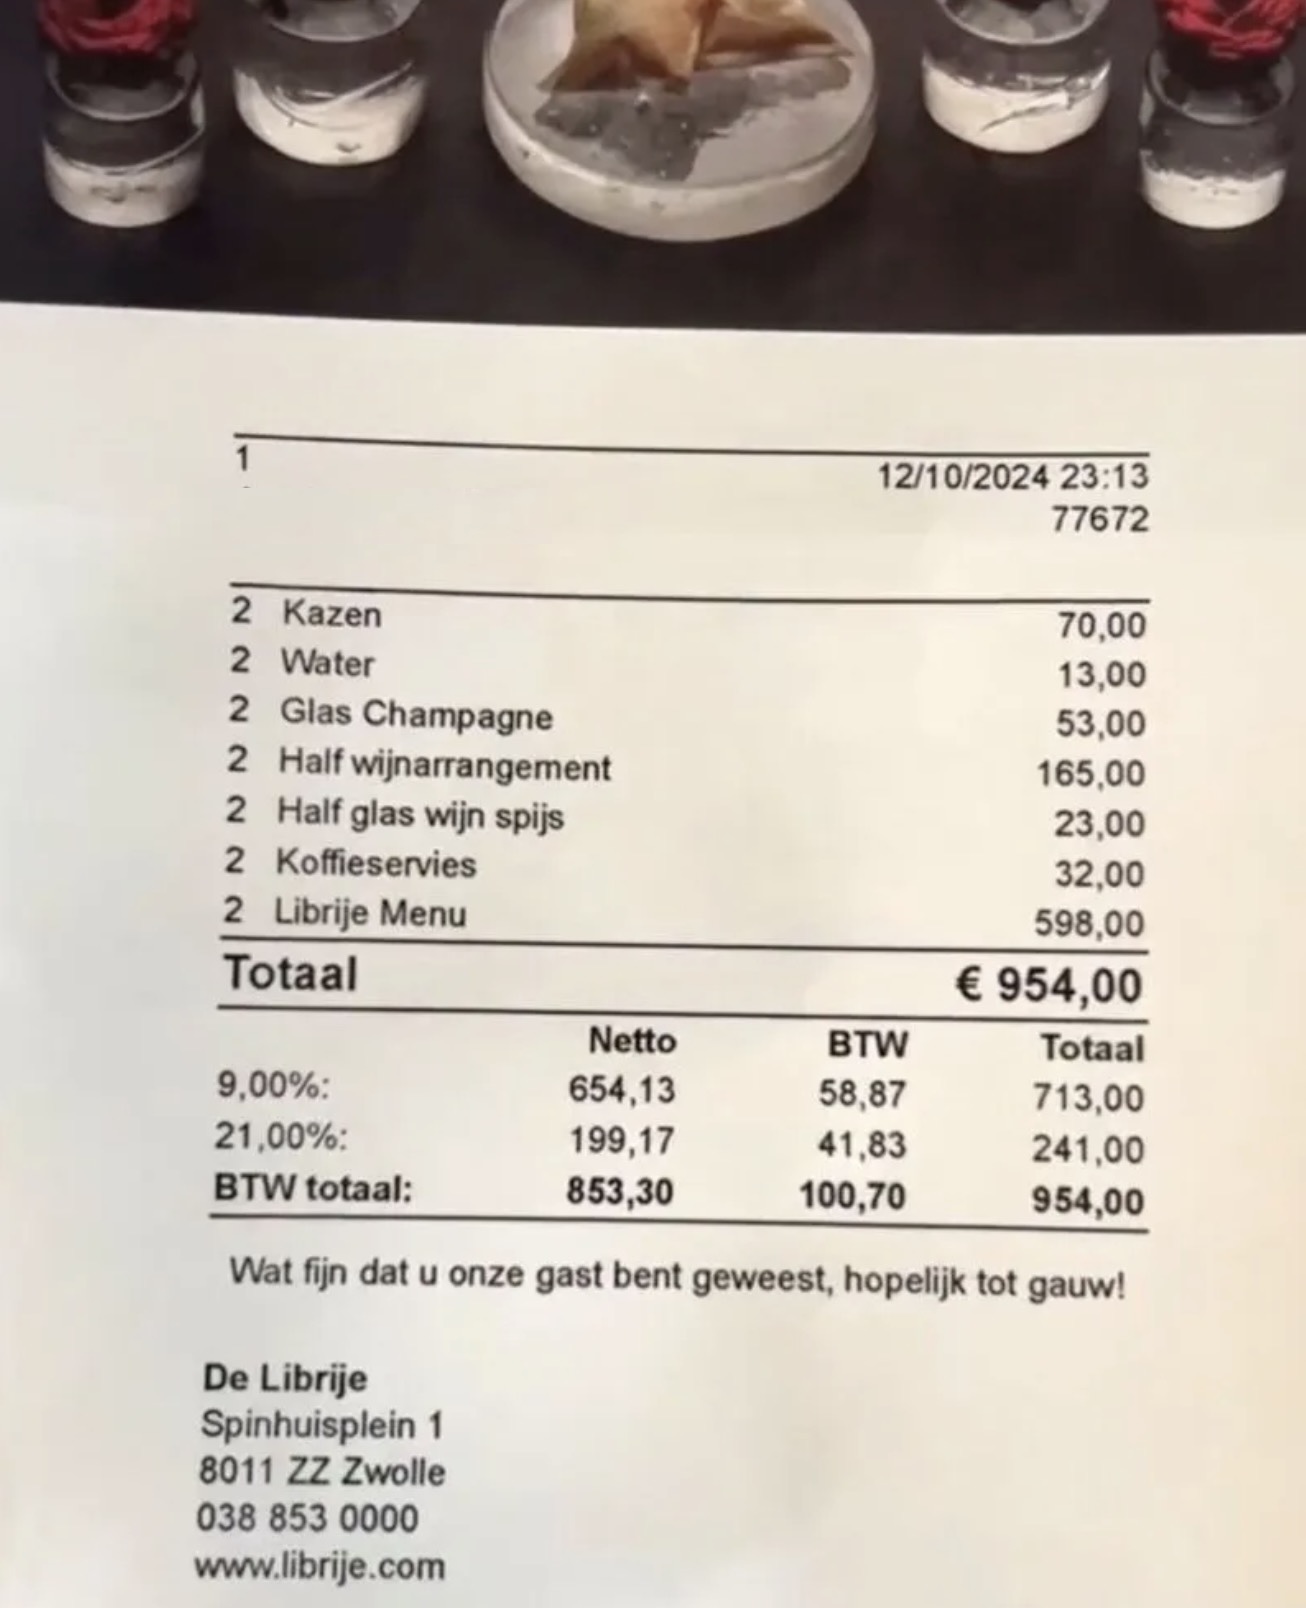 1
12/10/2024 23:13
77672
2 Kazen 70,00
2 Water 13,00
2 Glas Champagne 53,00
2 Half wijnarrangement 165,00
2 Half glas wijn spijs 23,00
2 Koffieservies 32,00
2 Librije Menu 598,00
Totaal € 954,00
Netto BTW Totaal
9,00%: 654,13 58,87 713,00
21,00%: 199,17 41,83 241,00
BTW totaal: 853,30 100,70 954,00
Wat fijn dat u onze gast bent geweest, hopelijk tot gauw!
De Librije
Spinhuisplein 1
8011 ZZ Zwolle
038 853 0000
www.librije.com